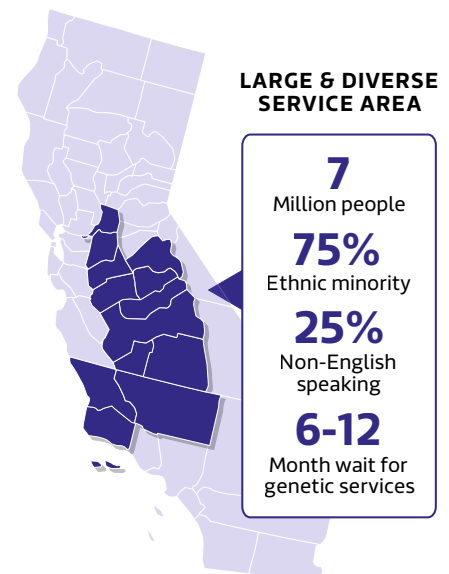 LARGE & DIVERSE
SERVICE AREA
7
Million people
75%
Ethnic minority
25%
Non-English
speaking
6-12
Month wait for
genetic services